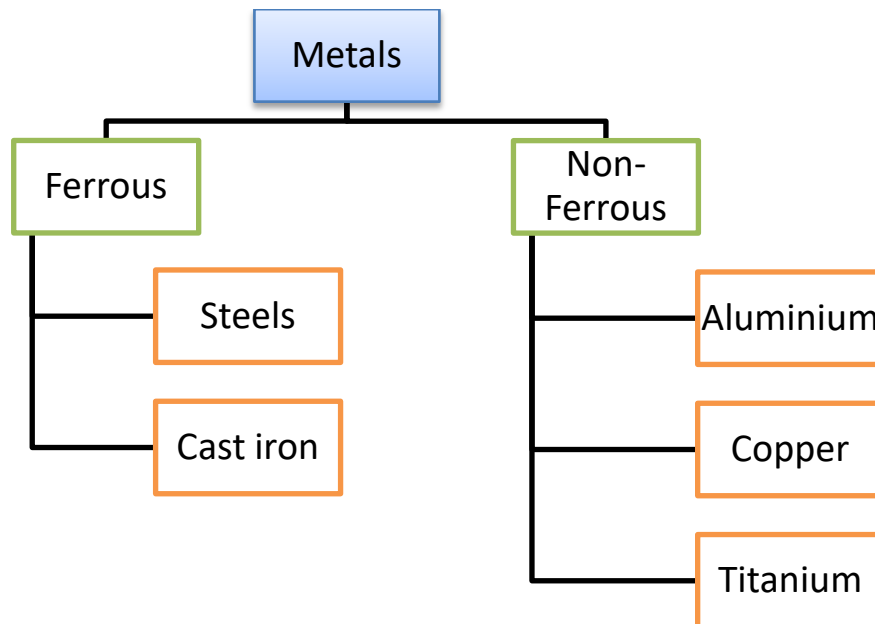 Metals
Ferrous
Steels
Cast iron
Non-
Ferrous
Aluminium
Copper
Titanium